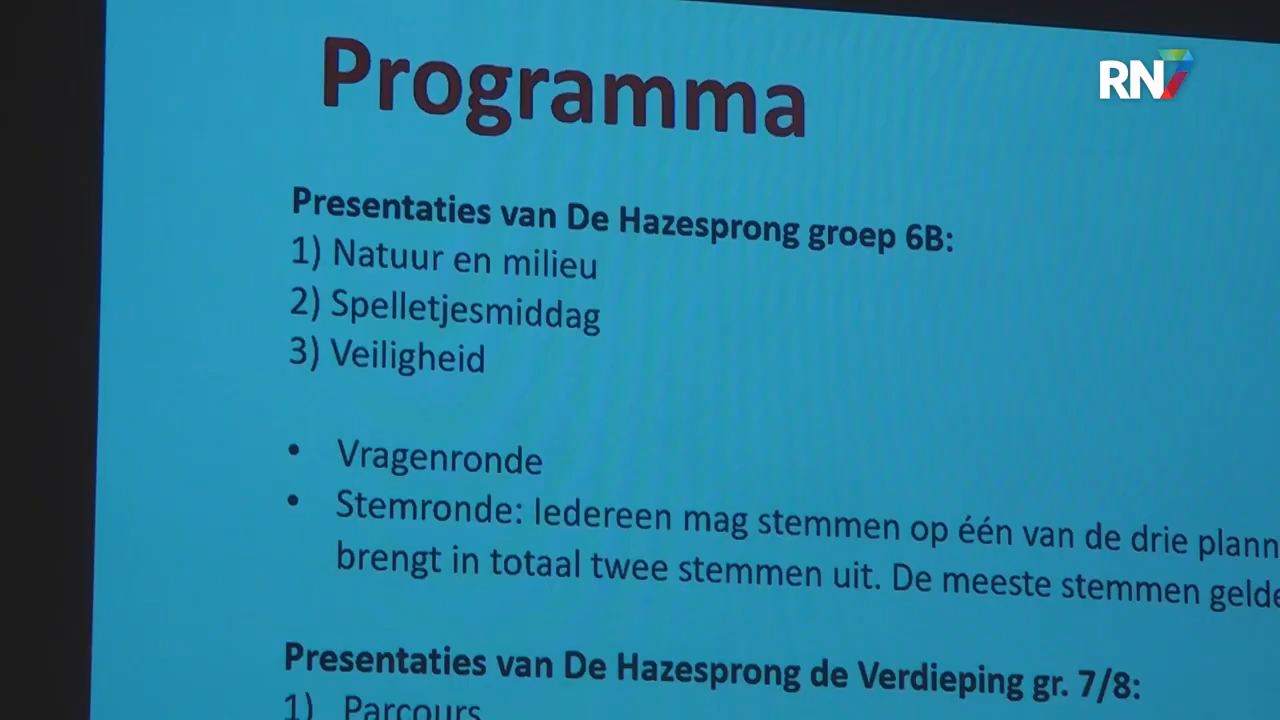 Programma
RN7
Presentaties van De Hazesprong groep 6B:
1) Natuur en milieu
2) Spelletjesmiddag
3) Veiligheid
• Vragenronde
• Stemronde: Iedereen mag stemmen op één van de drie plann
brengt in totaal twee stemmen uit. De meeste stemmen gelde
Presentaties van De Hazesprong de Verdieping gr. 7/8:
1) Parcours